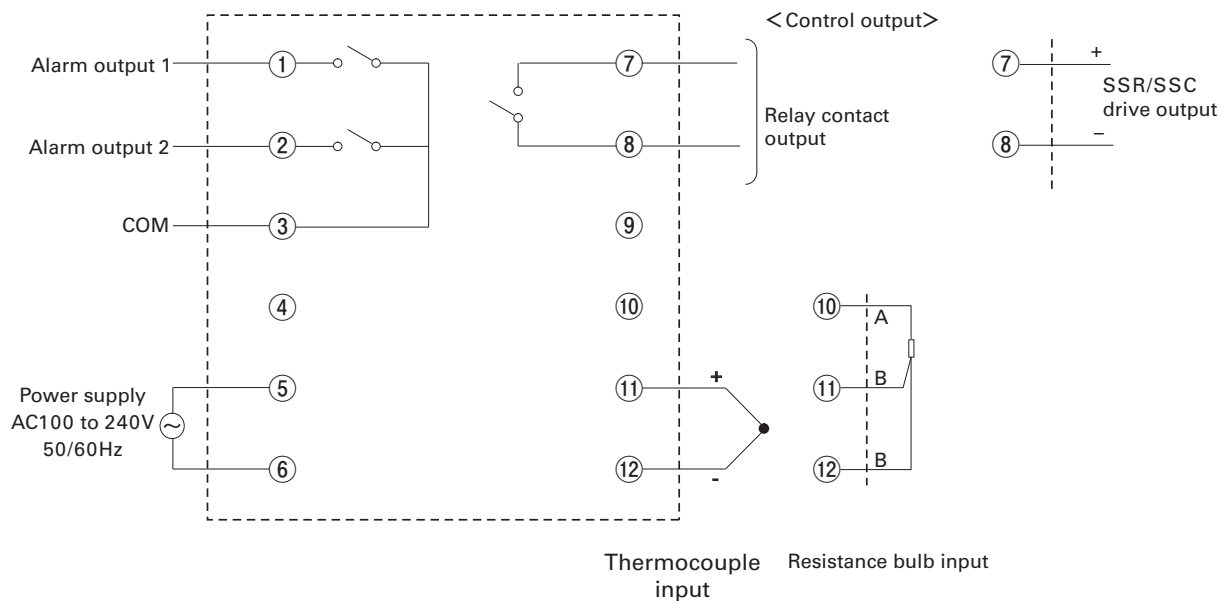 <Control output>
Alarm output 1
①
⑦
⑦
+
SSR/SSC
drive output
Relay contact
output
Alarm output 2
②
⑧
⑧
−
COM
③
⑨
④
⑩
⑩
A
Power supply
AC100 to 240V
50/60Hz
⑤
⑪
+
⑪
B
⑥
⑫
-
⑫
B
Thermocouple
input
Resistance bulb input